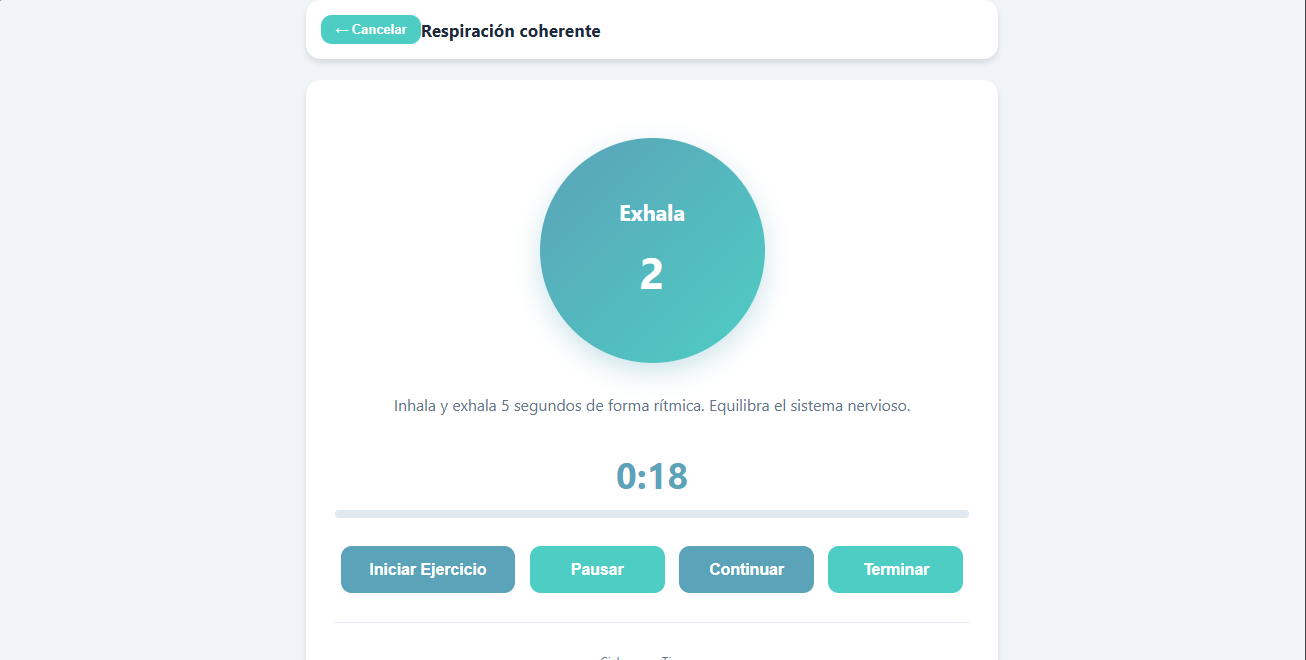 ← Cancelar Respiración coherente
Exhala
2
Inhala y exhala 5 segundos de forma rítmica. Equilibra el sistema nervioso.
0:18
Iniciar Ejercicio Pausar Continuar Terminar